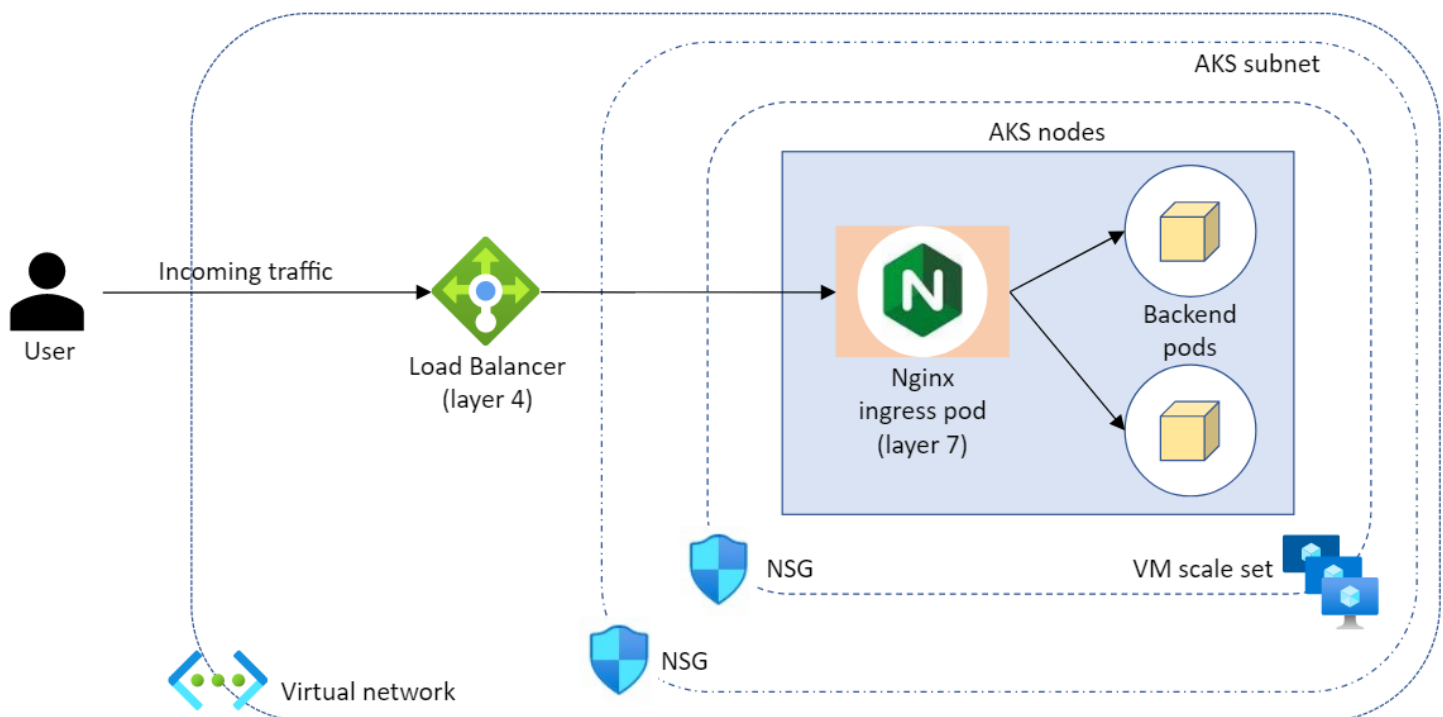 AKS subnet
AKS nodes
Incoming traffic
User
Load Balancer
(layer 4)
N
Nginx
ingress pod
(layer 7)
Backend
pods
NSG
VM scale set
NSG
Virtual network